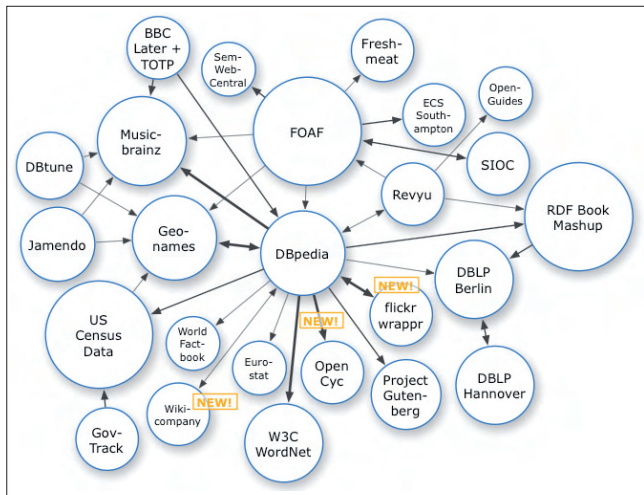 BBC
Later +
TOTP
Fresh-
meat
Sem-
Web-
Central
Open-
Guides
ECS
South-
ampton
FOAF
Music-
brainz
SIOC
DBtune
Revyu
RDF Book
Mashup
Jamendo
Geo-
names
DBpedia
DBLP
Berlin
NEW!
flickr
wrappr
US
Census
Data
World
Fact-
book
NEW!
Euro-
stat
Open
Cyc
Project
Guten-
berg
DBLP
Hannover
Wiki-
company
NEW!
Gov-
Track
W3C
WordNet